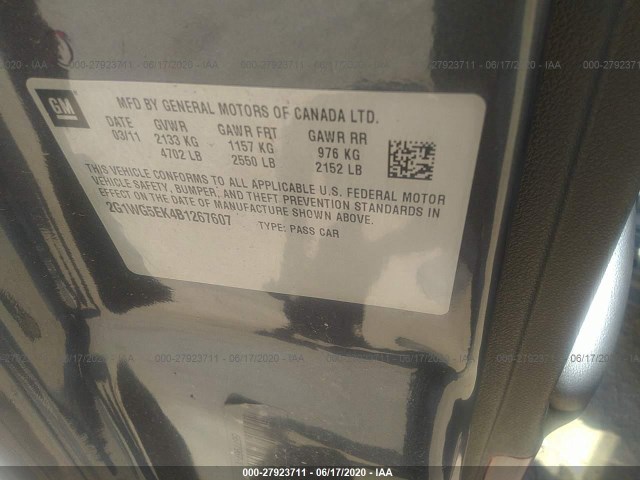 GM
MFD BY GENERAL MOTORS OF CANADA LTD.
DATE GVWR GAWR FRT GAWR RR
03/11 2133 KG 1157 KG 976 KG
4702 LB 2550 LB 2152 LB
THIS VEHICLE CONFORMS TO ALL APPLICABLE U.S. FEDERAL MOTOR
VEHICLE SAFETY, BUMPER, AND THEFT PREVENTION STANDARDS IN
EFFECT ON THE DATE OF MANUFACTURE SHOWN ABOVE.
2G1WG5EK4B1267607 TYPE: PASS CAR
000-27923711 - 06/17/2020 - IAA